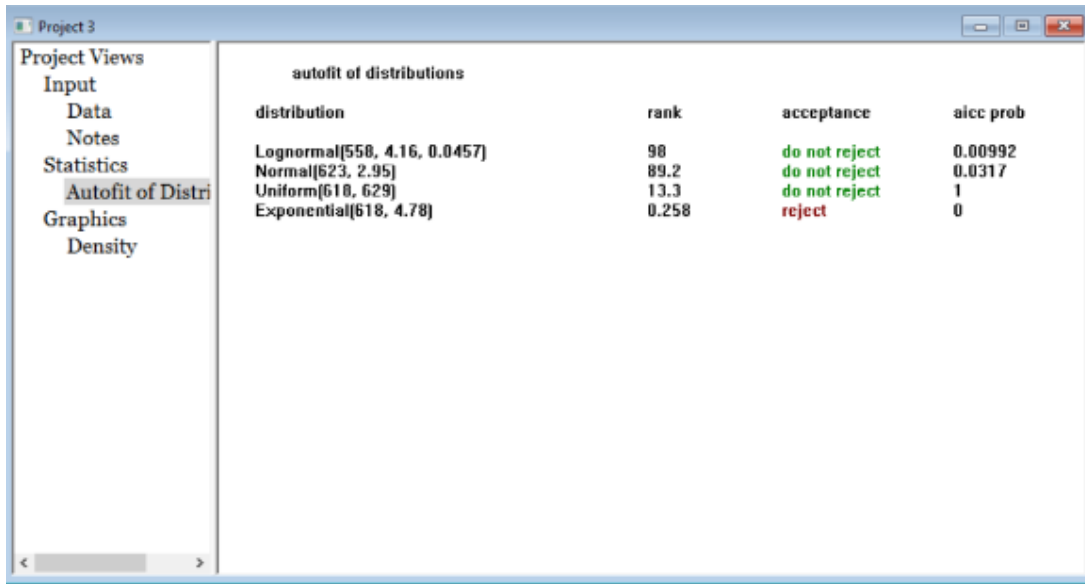 Project 3
Project Views
Input
Data
Notes
Statistics
Autofit of Distri
Graphics
Density
autofit of distributions
distribution rank acceptance aicc prob
Lognormal(558, 4.16, 0.0457) 98 do not reject 0.00992
Normal(623, 2.95) 89.2 do not reject 0.0317
Uniform(618, 629) 13.3 do not reject 1
Exponential(618, 4.78) 0.258 reject 0